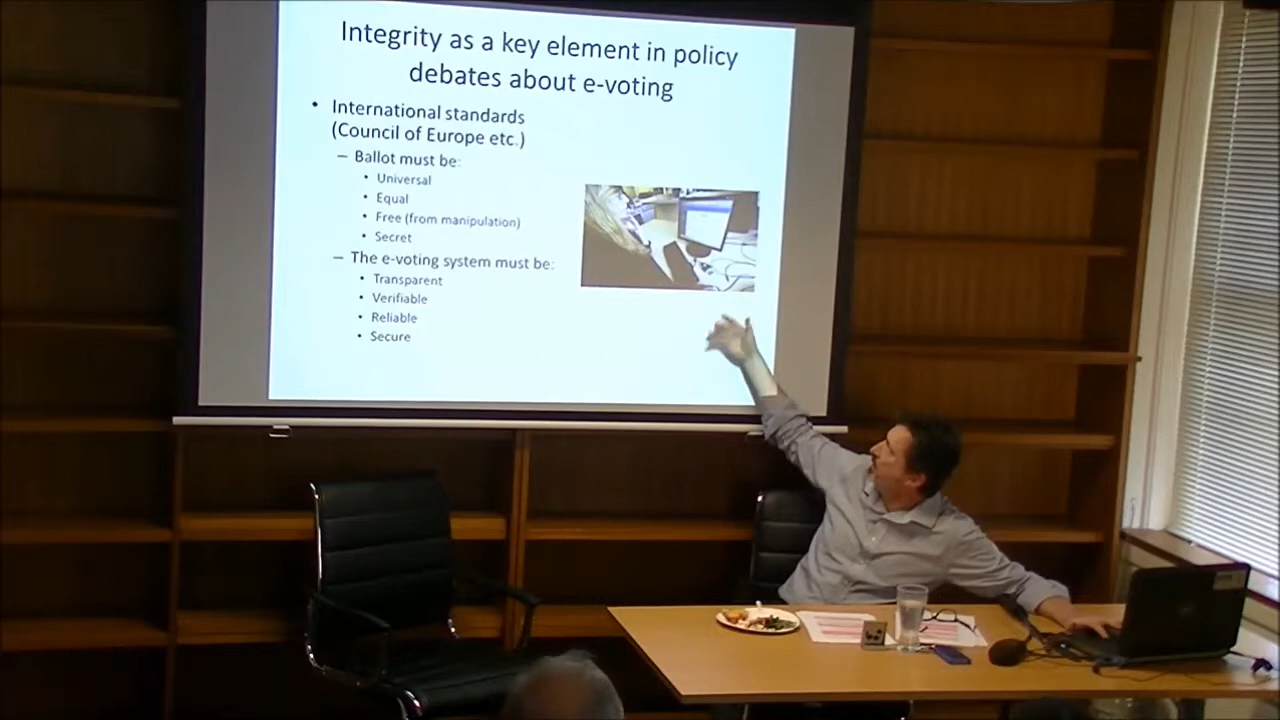 Integrity as a key element in policy
debates about e-voting
• International standards
(Council of Europe etc.)
– Ballot must be:
• Universal
• Equal
• Free (from manipulation)
• Secret
– The e-voting system must be:
• Transparent
• Verifiable
• Reliable
• Secure